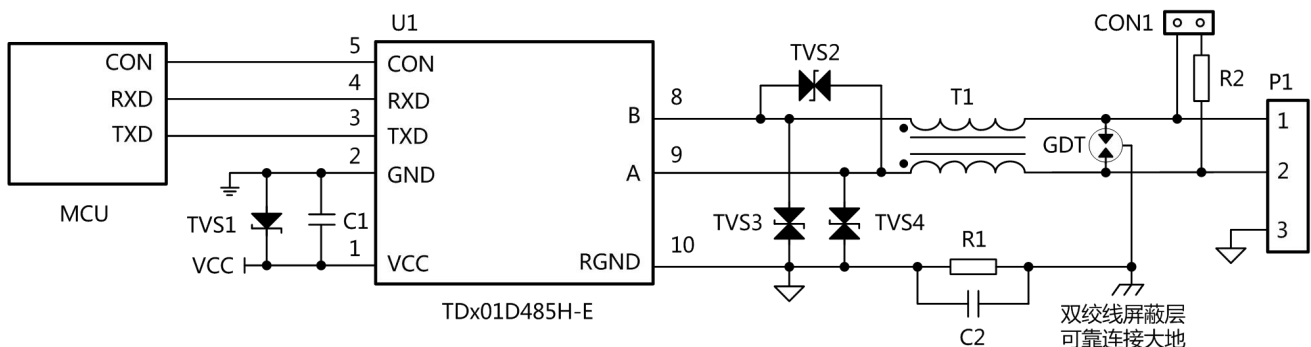 U1
CON1
MCU
CON
RXD
TXD
5
4
3
2
1
CON
RXD
TXD
GND
VCC
B
A
RGND
8
9
10
TDx01D485H-E
TVS1
C1
VCC
TVS2
TVS3
TVS4
T1
GDT
R1
C2
R2
P1
1
2
3
双绞线屏蔽层
可靠连接大地